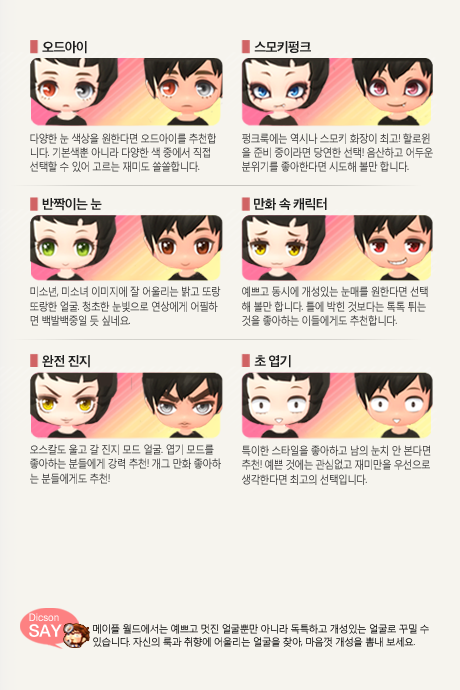 오드아이
다양한 눈 색상을 원한다면 오드아이를 추천합
니다. 기본색뿐 아니라 다양한 색 중에서 직접
선택할 수 있어 고르는 재미도 쏠쏠합니다.
스모키펑크
펑크룩에는 역시나 스모키 화장이 최고! 할로윈
을 준비 중이라면 당연한 선택! 음산하고 어두운
분위기를 좋아한다면 시도해 볼만 합니다.
반짝이는 눈
미소년, 미소녀 이미지에 잘 어울리는 밝고 또랑
또랑한 얼굴. 청초한 눈빛으로 연상에게 어필하
면 백발백중일 듯 싶네요.
만화 속 캐릭터
예쁘고 동시에 개성있는 눈매를 원한다면 선택
해 볼만 합니다. 틀에 박힌 것보다는 톡톡 튀는
것을 좋아하는 이들에게도 추천합니다.
완전 진지
오스칼도 울고 갈 진지 모드 얼굴. 엽기 모드를
좋아하는 분들에게 강력 추천! 개그 만화 좋아하
는 분들에게도 추천!
초 엽기
특이한 스타일을 좋아하고 남의 눈치 안 본다면
추천! 예쁜 것에는 관심없고 재미만을 우선으로
생각한다면 최고의 선택입니다.
Dicson
SAY
메이플 월드에서는 예쁘고 멋진 얼굴뿐만 아니라 독특하고 개성있는 얼굴로 꾸밀 수
있습니다. 자신의 룩과 취향에 어울리는 얼굴을 찾아, 마음껏 개성을 뽐내 보세요.